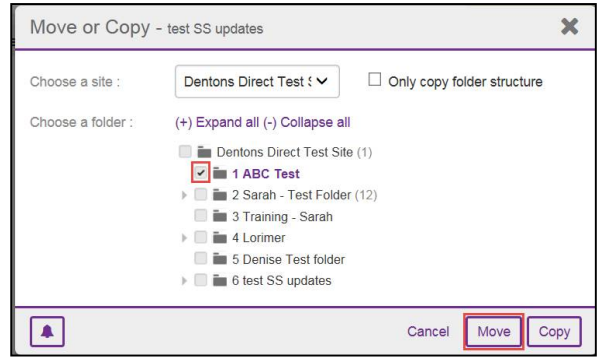 Move or Copy - test SS updates
Choose a site : Dentons Direct Test Only copy folder structure
Choose a folder : (+) Expand all (-) Collapse all
Dentons Direct Test Site (1)
1 ABC Test
2 Sarah - Test Folder (12)
3 Training - Sarah
4 Lorimer
5 Denise Test folder
6 test SS updates
Cancel Move Copy